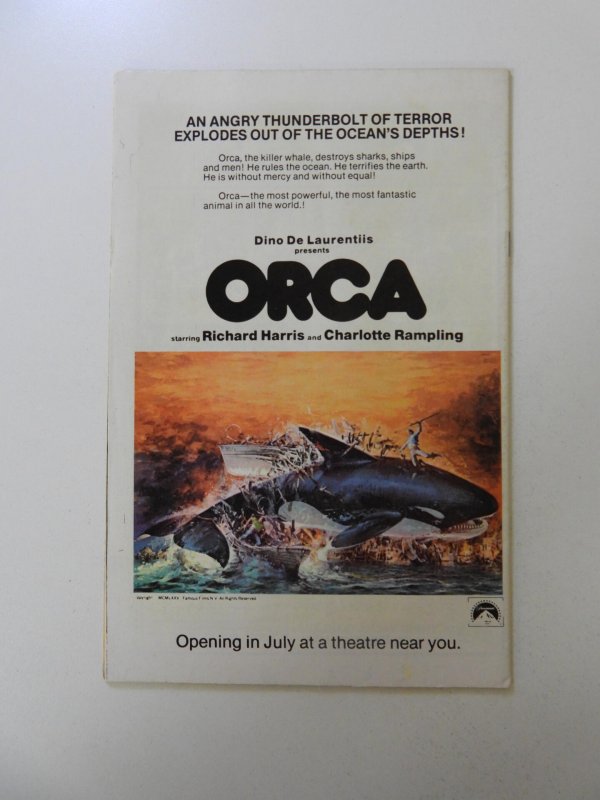 AN ANGRY THUNDERBOLT OF TERROR
EXPLODES OUT OF THE OCEAN'S DEPTHS!
Orca, the killer whale, destroys sharks, ships
and men! He rules the ocean. He terrifies the earth.
He is without mercy and without equal!
Orca—the most powerful, the most fantastic
animal in all the world.!
Dino De Laurentiis
presents
ORCA
starring Richard Harris and Charlotte Rampling
All Rights Reserved
Opening in July at a theatre near you.